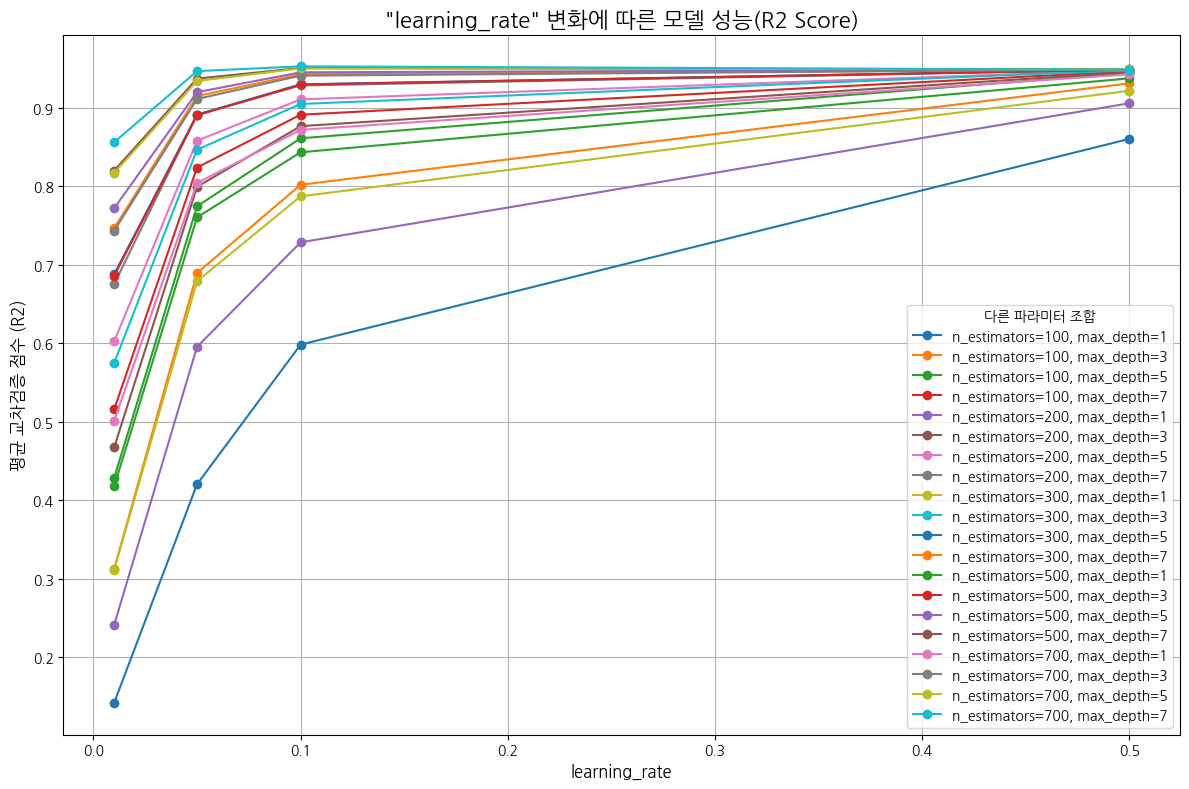 "learning_rate" 변화에 따른 모델 성능(R2 Score)
평균 교차검증 점수 (R2)
0.9
0.8
0.7
0.6
0.5
0.4
0.3
0.2
0.0
0.1
0.2
0.3
0.4
0.5
learning_rate
다른 파라미터 조합
n_estimators=100, max_depth=1
n_estimators=100, max_depth=3
n_estimators=100, max_depth=5
n_estimators=100, max_depth=7
n_estimators=200, max_depth=1
n_estimators=200, max_depth=3
n_estimators=200, max_depth=5
n_estimators=200, max_depth=7
n_estimators=300, max_depth=1
n_estimators=300, max_depth=3
n_estimators=300, max_depth=5
n_estimators=300, max_depth=7
n_estimators=500, max_depth=1
n_estimators=500, max_depth=3
n_estimators=500, max_depth=5
n_estimators=500, max_depth=7
n_estimators=700, max_depth=1
n_estimators=700, max_depth=3
n_estimators=700, max_depth=5
n_estimators=700, max_depth=7